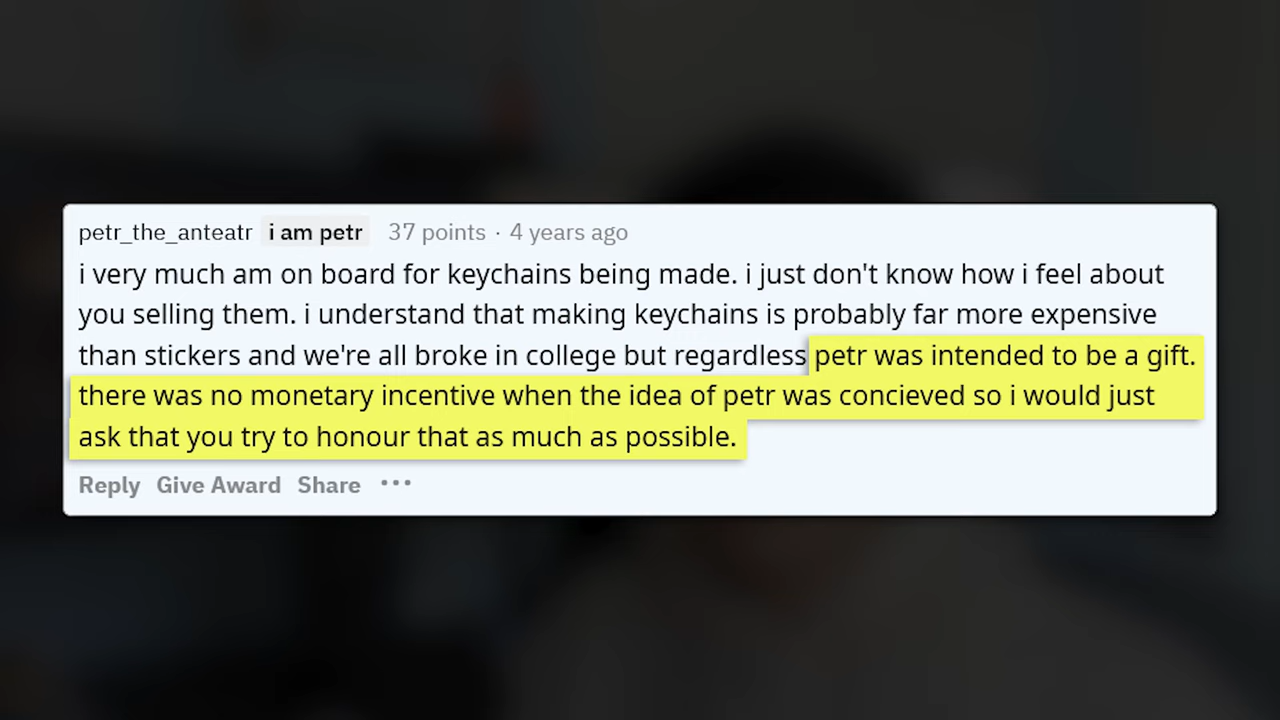 petr_the_anteatr i am petr 37 points · 4 years ago
i very much am on board for keychains being made. i just don't know how i feel about
you selling them. i understand that making keychains is probably far more expensive
than stickers and we're all broke in college but regardless petr was intended to be a gift.
there was no monetary incentive when the idea of petr was concieved so i would just
ask that you try to honour that as much as possible.
Reply Give Award Share •••